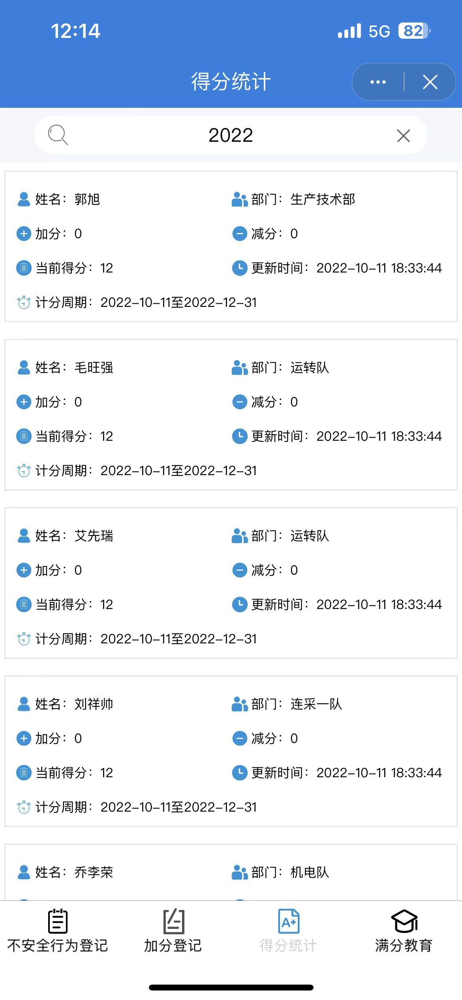 12:14 5G 82
得分统计
2022
姓名：郭旭 部门：生产技术部
加分：0 减分：0
当前得分：12 更新时间：2022-10-11 18:33:44
计分周期：2022-10-11至2022-12-31
姓名：毛旺强 部门：运转队
加分：0 减分：0
当前得分：12 更新时间：2022-10-11 18:33:44
计分周期：2022-10-11至2022-12-31
姓名：艾先瑞 部门：运转队
加分：0 减分：0
当前得分：12 更新时间：2022-10-11 18:33:44
计分周期：2022-10-11至2022-12-31
姓名：刘祥帅 部门：连采一队
加分：0 减分：0
当前得分：12 更新时间：2022-10-11 18:33:44
计分周期：2022-10-11至2022-12-31
姓名：乔李荣 部门：机电队
A+
不安全行为登记 加分登记 得分统计 满分教育